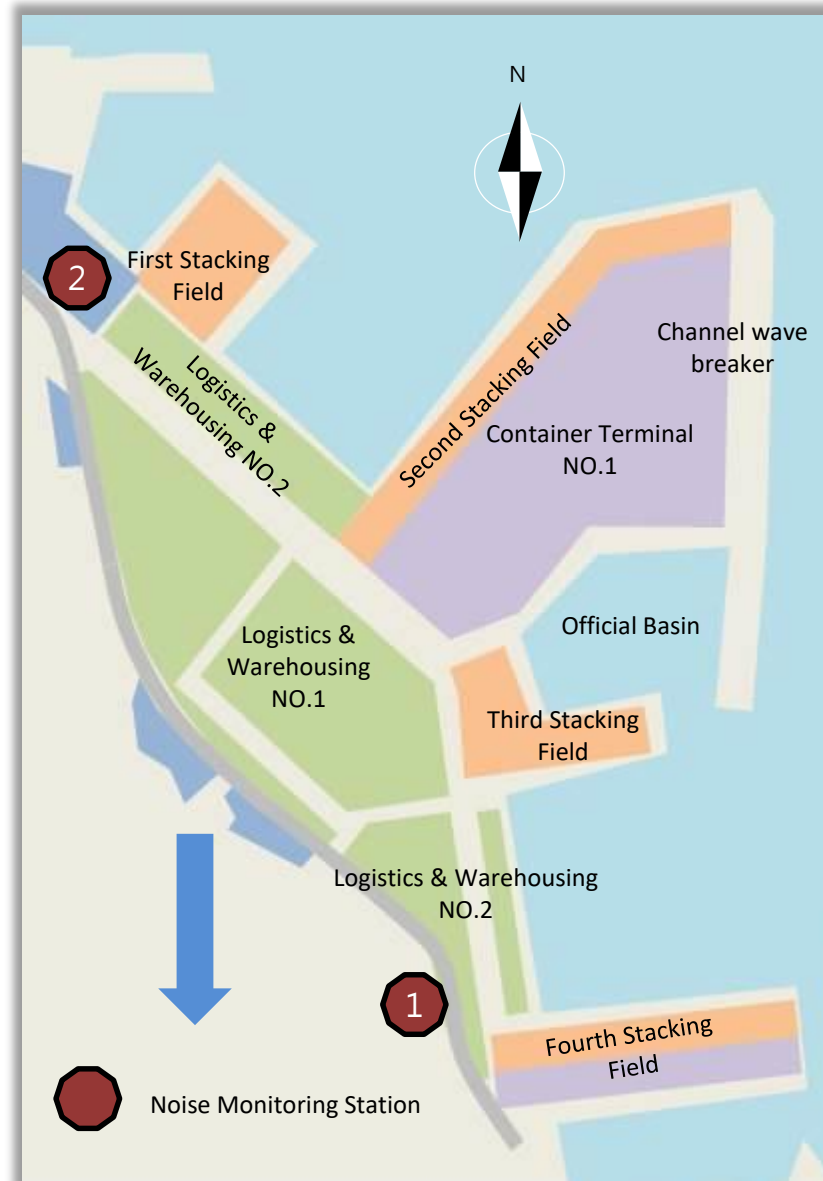 N
2
First Stacking
Field
Channel wave
breaker
Logistics &
Warehousing NO.2
Second Stacking Field
Container Terminal
NO.1
Official Basin
Logistics &
Warehousing
NO.1
Third Stacking
Field
Logistics & Warehousing
NO.2
1
Fourth Stacking
Field
Noise Monitoring Station